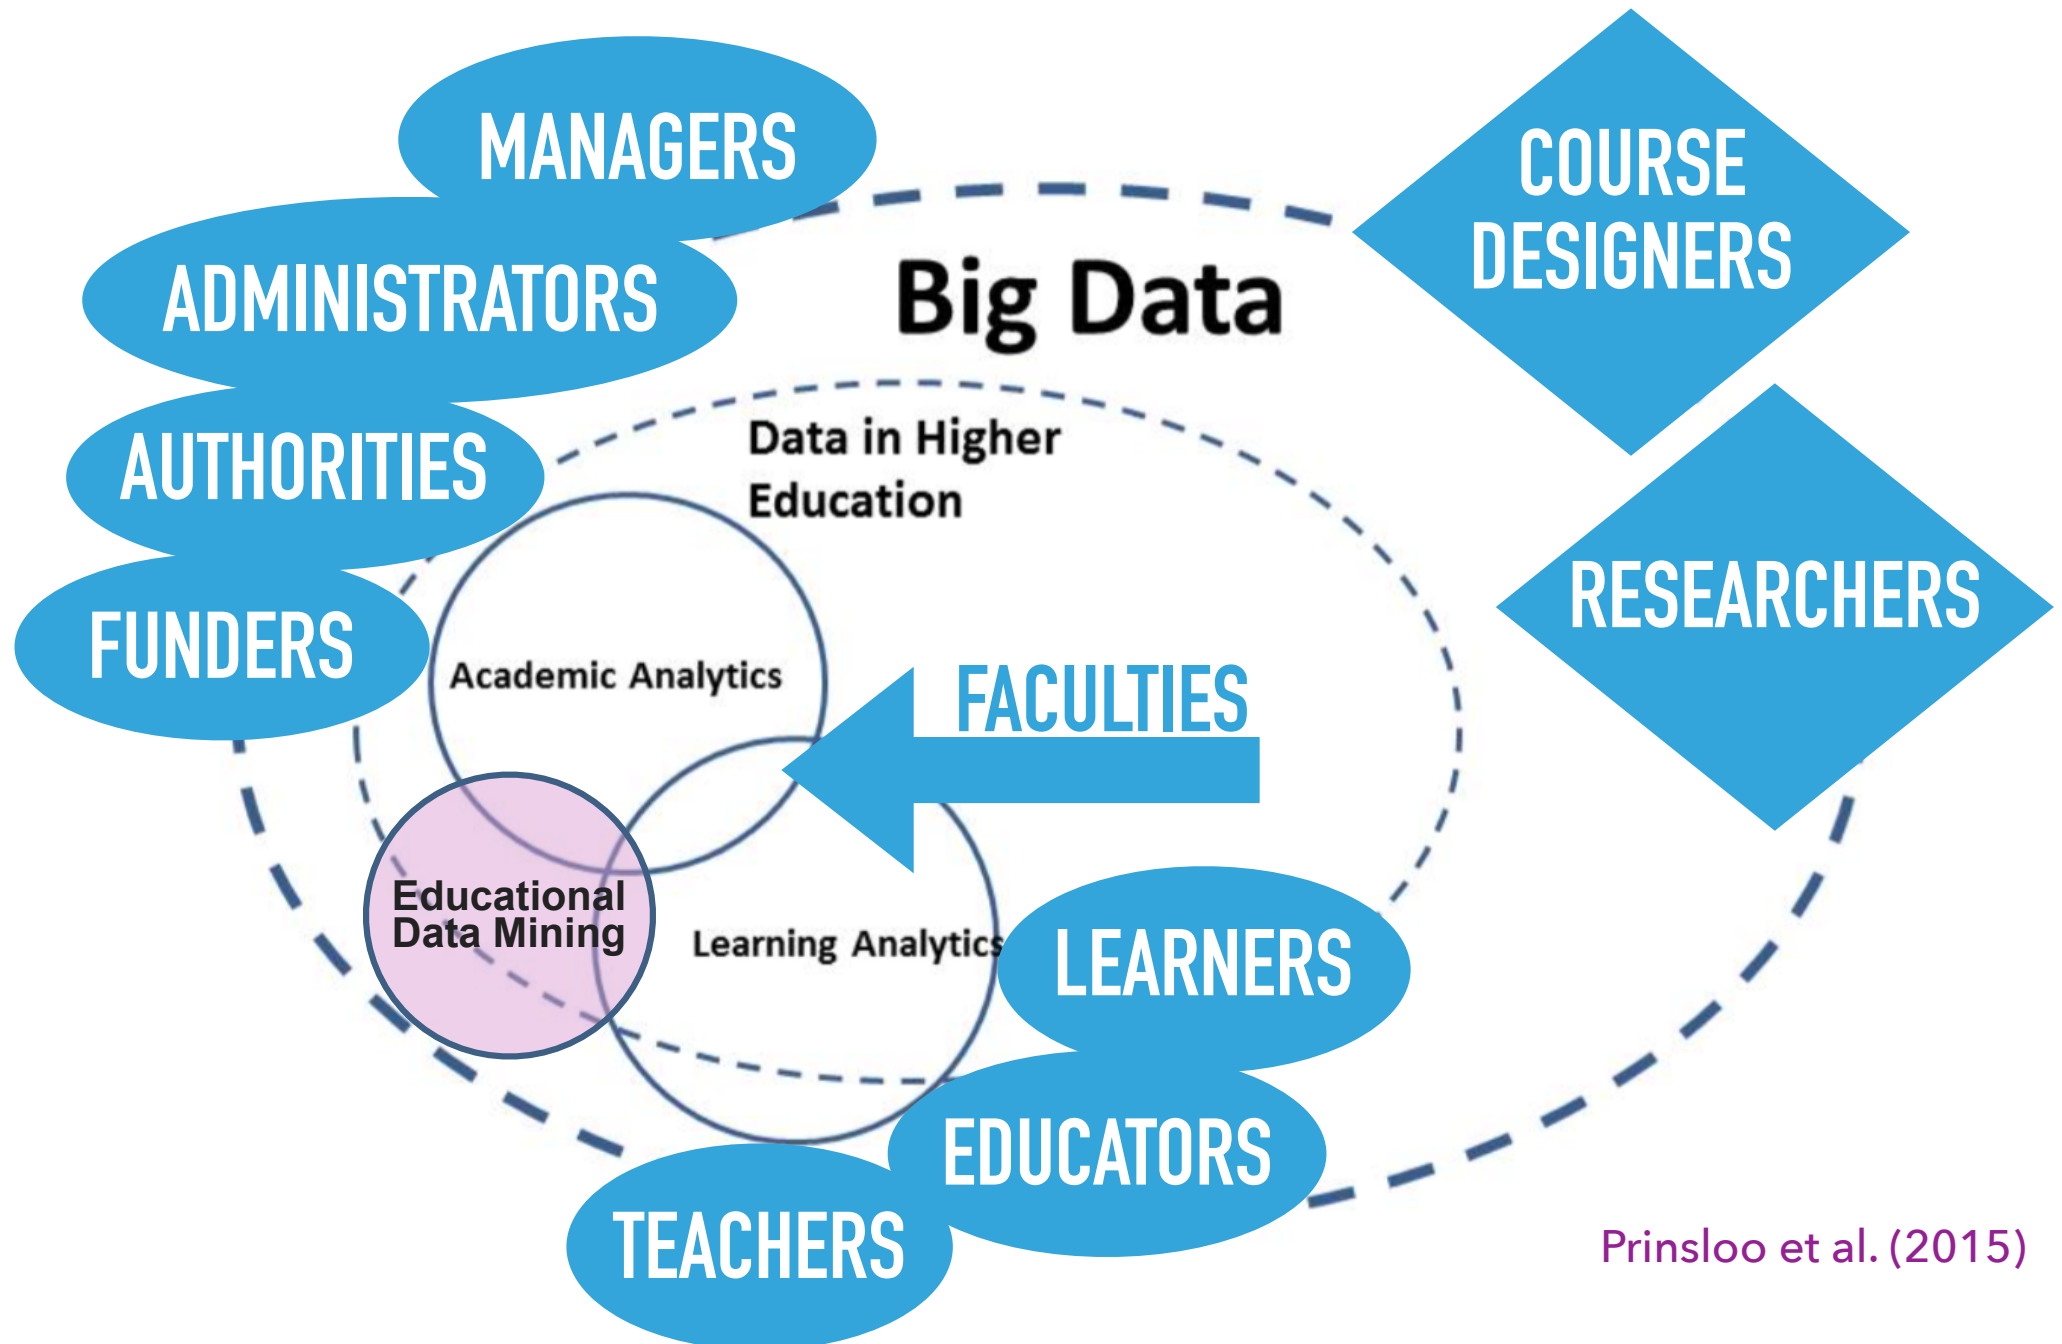 MANAGERS
COURSE
DESIGNERS
ADMINISTRATORS
Big Data
AUTHORITIES
Data in Higher
Education
FUNDERS
RESEARCHERS
Academic Analytics
FACULTIES
Educational
Data Mining
Learning Analytics
LEARNERS
EDUCATORS
TEACHERS
Prinsloo et al. (2015)